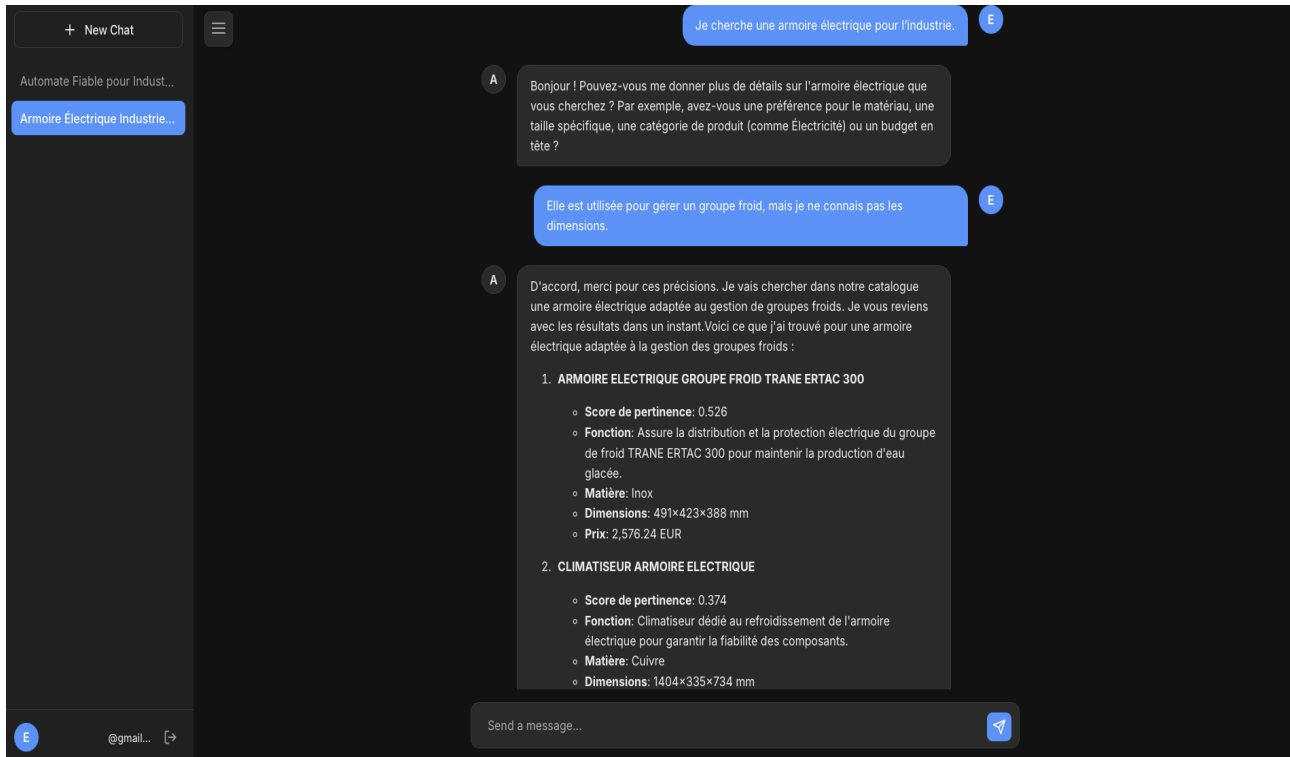 + New Chat
Automate Fiable pour Indust...
Armoire Électrique Industrie...
Je cherche une armoire électrique pour l'industrie.
E
A
Bonjour ! Pouvez-vous me donner plus de détails sur l'armoire électrique que
vous cherchez ? Par exemple, avez-vous une préférence pour le matériau, une
taille spécifique, une catégorie de produit (comme Électricité) ou un budget en
tête ?
Elle est utilisée pour gérer un groupe froid, mais je ne connais pas les
dimensions.
E
A
D'accord, merci pour ces précisions. Je vais chercher dans notre catalogue
une armoire électrique adaptée au gestion de groupes froids. Je vous reviens
avec les résultats dans un instant.Voici ce que j'ai trouvé pour une armoire
électrique adaptée à la gestion des groupes froids :
1. ARMOIRE ELECTRIQUE GROUPE FROID TRANE ERTAC 300
Score de pertinence: 0.526
Fonction: Assure la distribution et la protection électrique du groupe
de froid TRANE ERTAC 300 pour maintenir la production d'eau
glacée.
Matière: Inox
Dimensions: 491×423×388 mm
Prix: 2,576.24 EUR
2. CLIMATISEUR ARMOIRE ELECTRIQUE
Score de pertinence: 0.374
Fonction: Climatiseur dédié au refroidissement de l'armoire
électrique pour garantir la fiabilité des composants.
Matière: Cuivre
Dimensions: 1404×335×734 mm
Send a message...
E
@gmail...